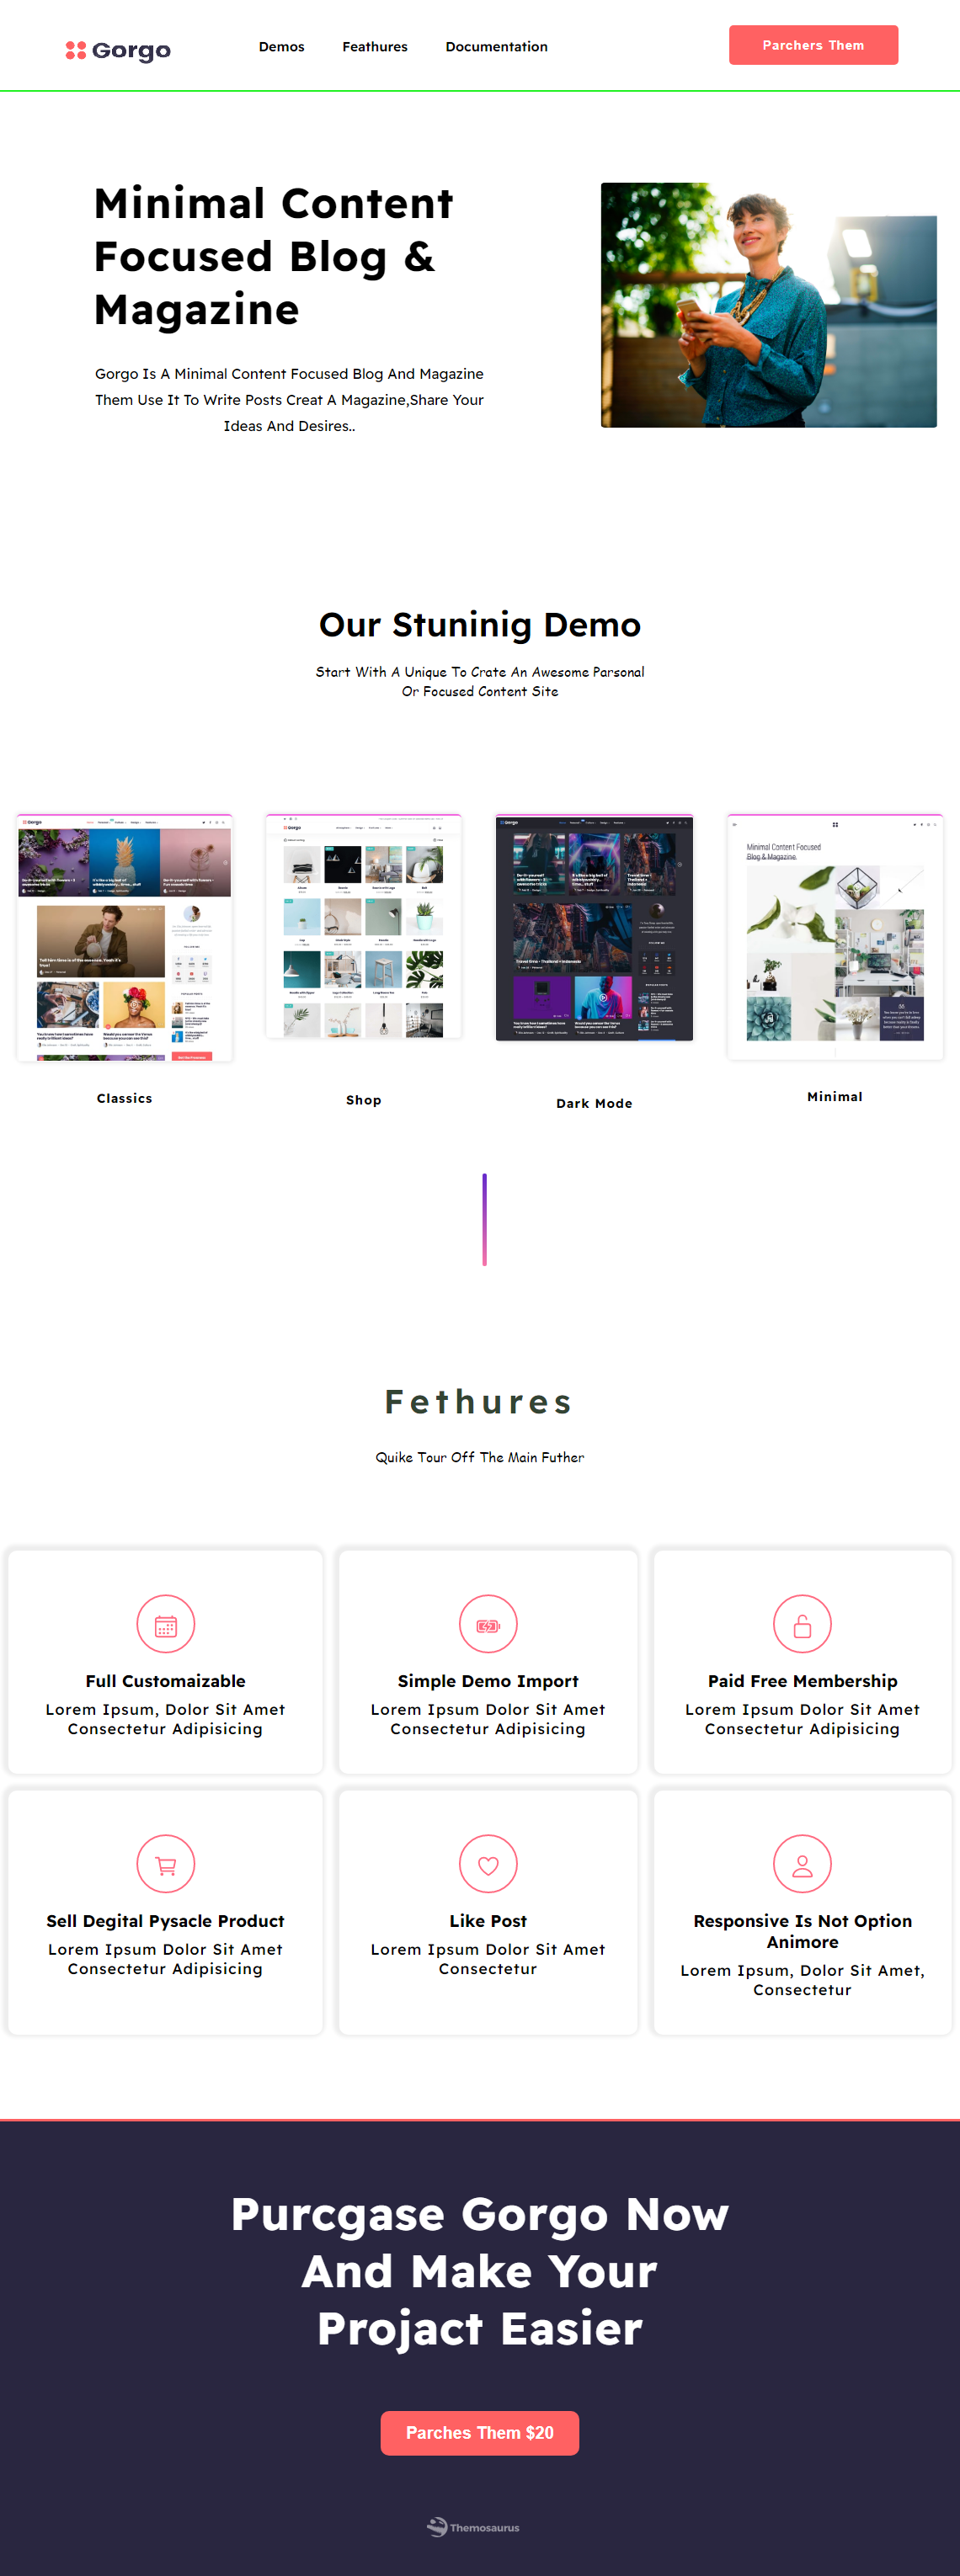 Gorgo
Demos
Feathures
Documentation
Parchers Them
Minimal Content
Focused Blog &
Magazine
Gorgo Is A Minimal Content Focused Blog And Magazine
Them Use It To Write Posts Creat A Magazine,Share Your
Ideas And Desires..
Our Stuninig Demo
Start With A Unique To Crate An Awesome Parsonal
Or Focused Content Site
Minimal Content Focused
Blog & Magazine.
Classics
Shop
Dark Mode
Minimal
Fethures
Quike Tour Off The Main Futher
Full Customaizable
Lorem Ipsum, Dolor Sit Amet
Consectetur Adipisicing
Simple Demo Import
Lorem Ipsum Dolor Sit Amet
Consectetur Adipisicing
Paid Free Membership
Lorem Ipsum Dolor Sit Amet
Consectetur Adipisicing
Sell Degital Pysacle Product
Lorem Ipsum Dolor Sit Amet
Consectetur Adipisicing
Like Post
Lorem Ipsum Dolor Sit Amet
Consectetur
Responsive Is Not Option
Animore
Lorem Ipsum, Dolor Sit Amet,
Consectetur
Purcgase Gorgo Now
And Make Your
Projact Easier
Parches Them $20
Themosaurus